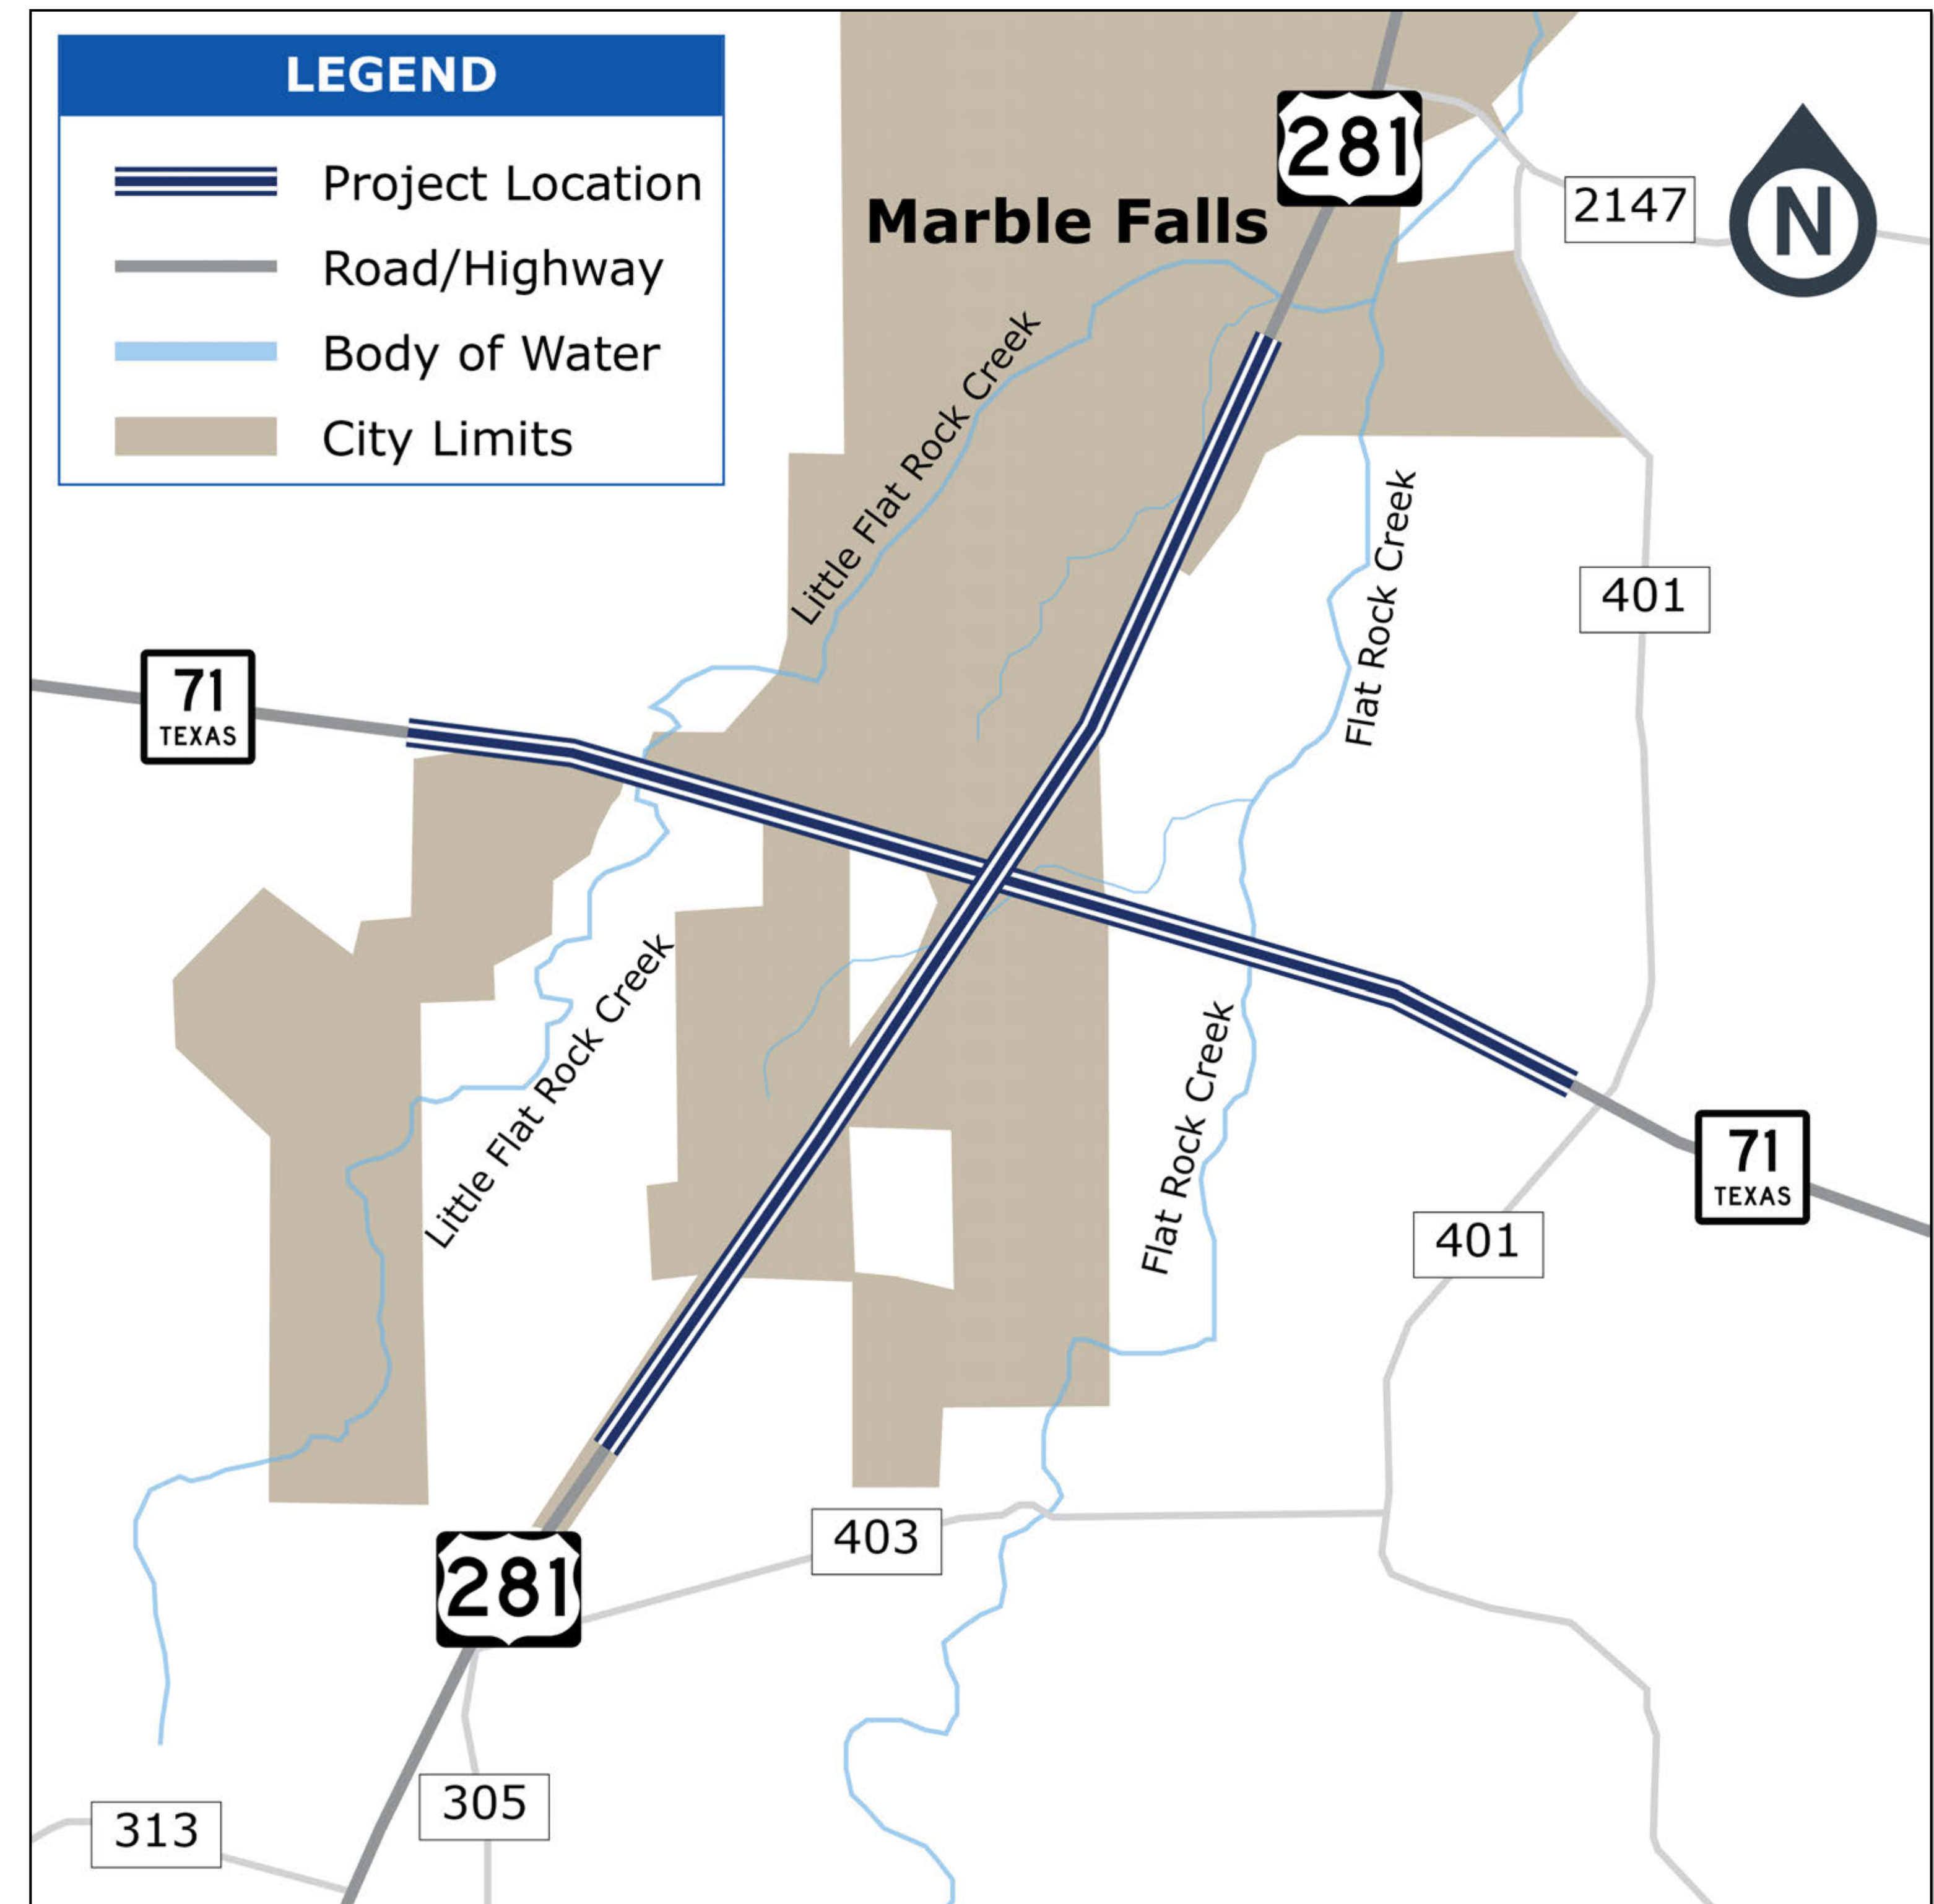 LEGEND
Project Location
Road/Highway
Body of Water
City Limits
281
Marble Falls
2147
N
Little Flat Rock Creek
Flat Rock Creek
401
71
TEXAS
Little Flat Rock Creek
Flat Rock Creek
71
TEXAS
401
403
281
305
313